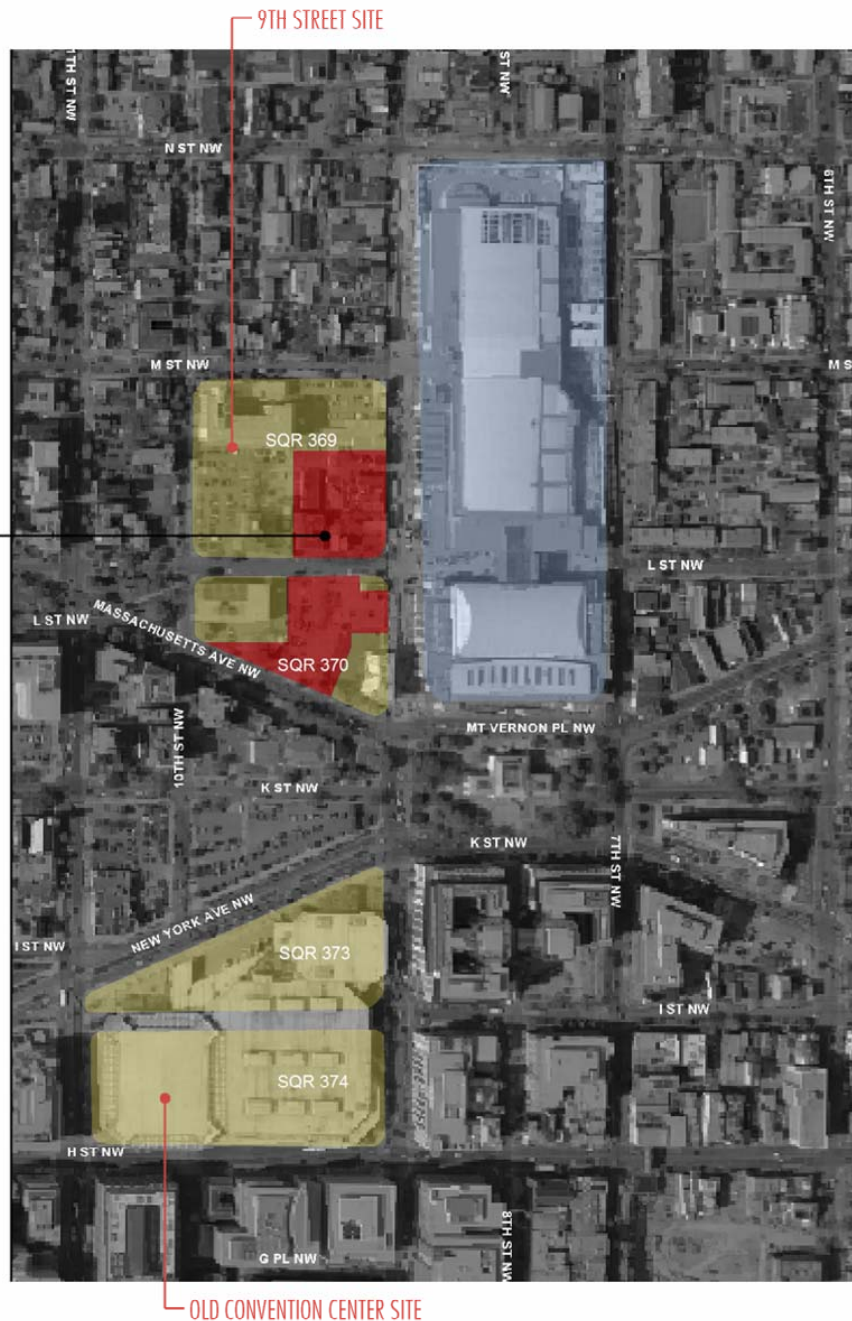 9TH STREET SITE
11TH ST NW
ST NW
N ST NW
6TH ST NW
M ST NW
M S
SQR 369
L ST NW
L ST NW
MASSACHUSETTS AVE NW
SQR 370
10TH ST NW
MT VERNON PL NW
K ST NW
K ST NW
7TH ST NW
NEW YORK AVE NW
I ST NW
SQR 373
I ST NW
SQR 374
H ST NW
8TH ST NW
G PL NW
OLD CONVENTION CENTER SITE